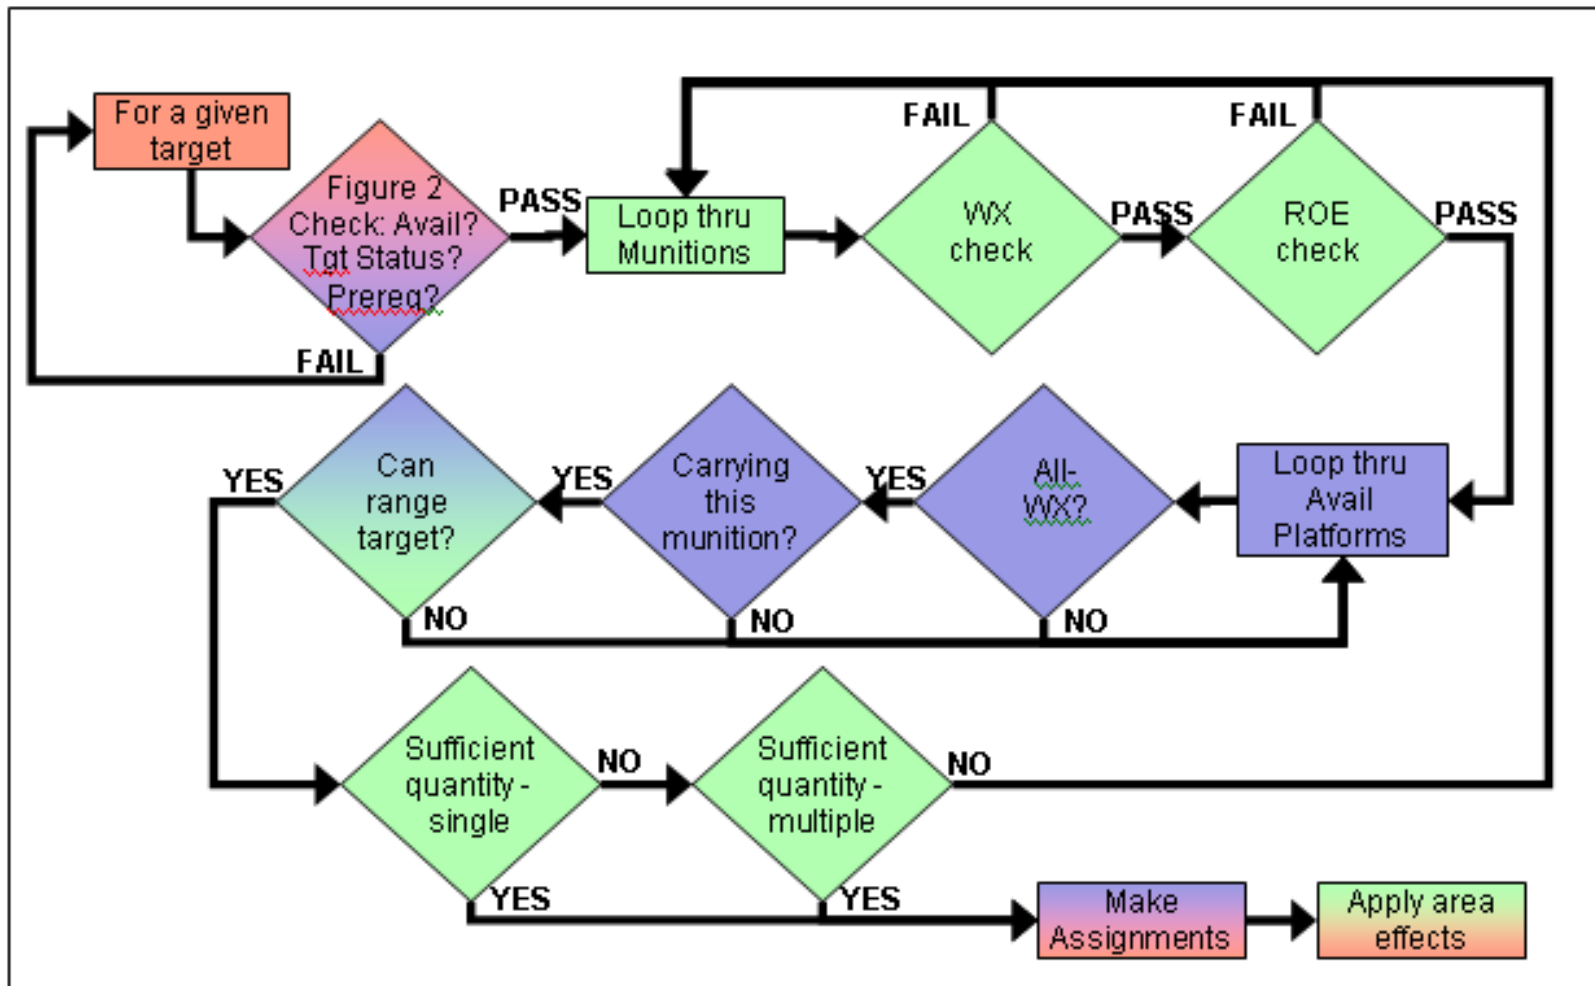 For a given
target
Figure 2
Check: Avail?
Tgt Status?
Prereq?
FAIL
PASS
Loop thru
Munitions
FAIL
WX
check
PASS
FAIL
ROE
check
PASS
Loop thru
Avail
Platforms
All-
WX?
YES
NO
Carrying
this
munition?
YES
NO
Can
range
target?
YES
NO
Sufficient
quantity -
single
NO
YES
Sufficient
quantity -
multiple
NO
YES
Make
Assignments
Apply area
effects